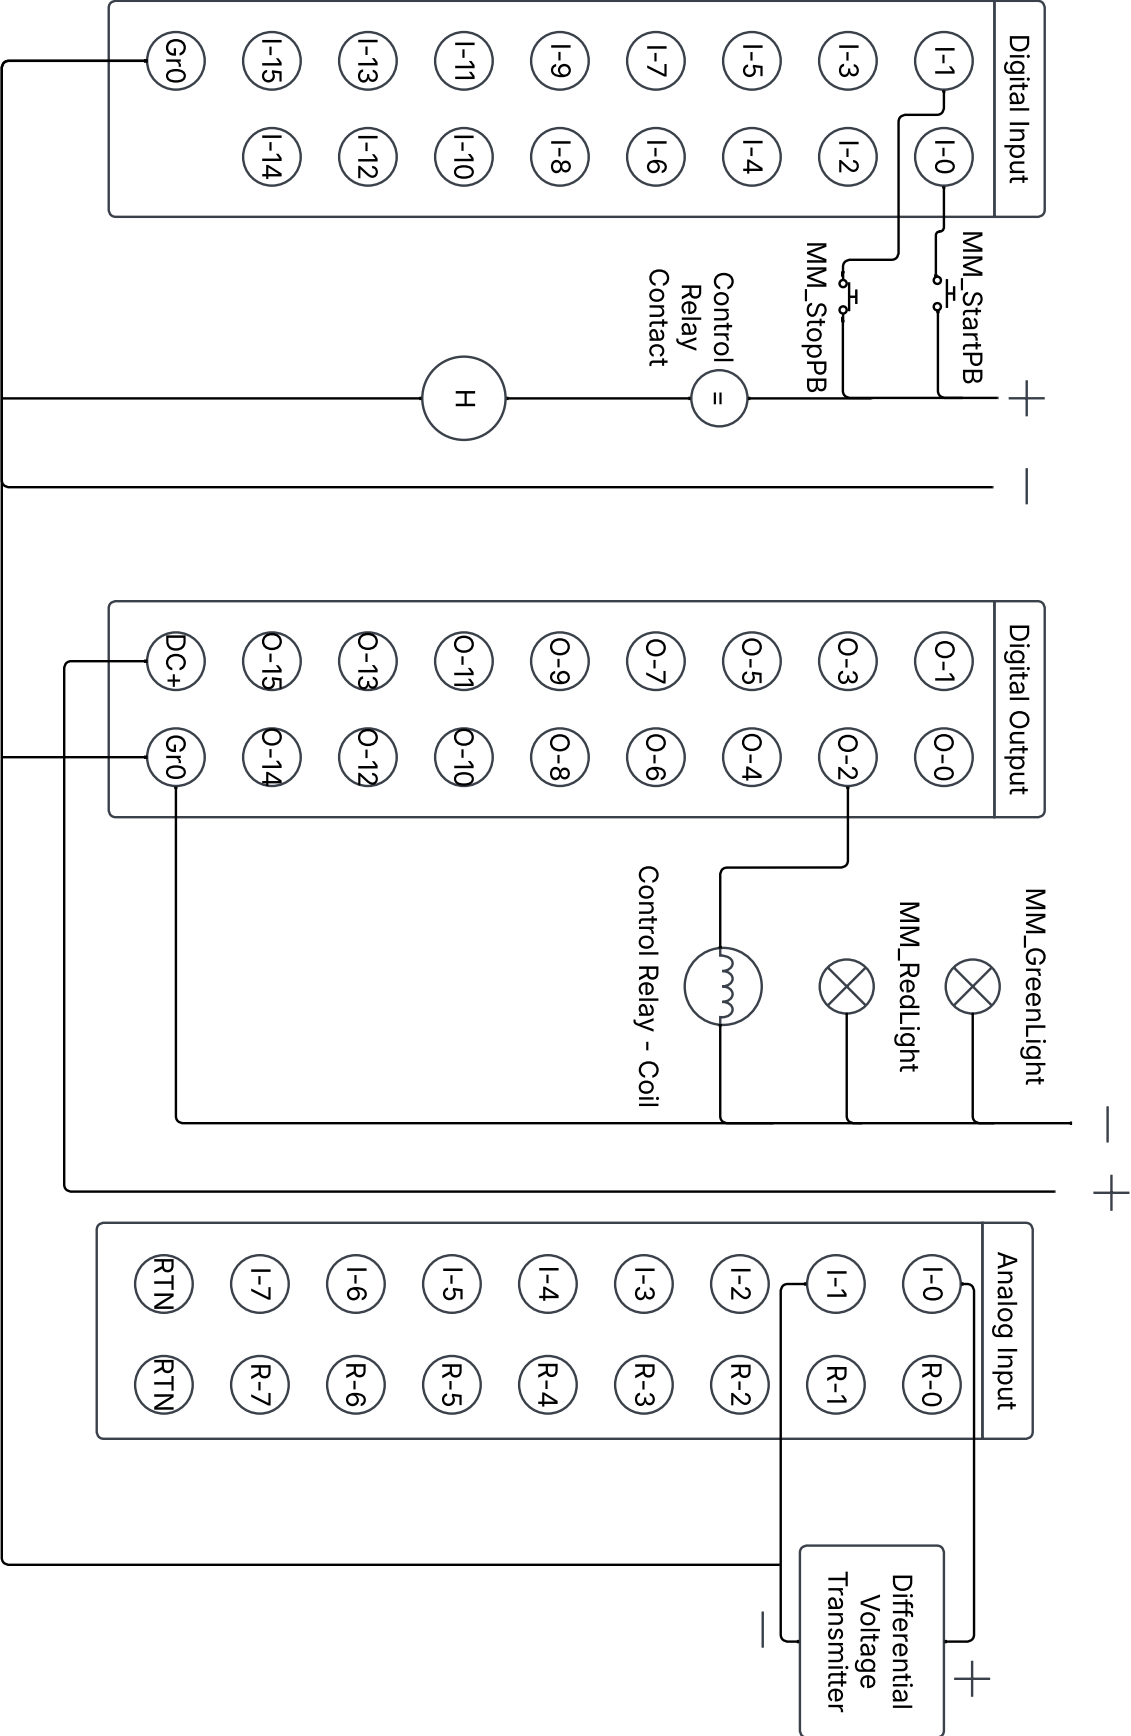 Digital Input
I-1 I-0
I-3 I-2
I-5 I-4
I-7 I-6
I-9 I-8
I-11 I-10
I-13 I-12
I-15 I-14
Gr0
+
−
MM_StartPB
MM_StopPB
Control
Relay
Contact
=
H
Digital Output
O-1 O-0
O-3 O-2
O-5 O-4
O-7 O-6
O-9 O-8
O-11 O-10
O-13 O-12
O-15 O-14
DC+ Gr0
−
+
MM_GreenLight
MM_RedLight
Control Relay - Coil
Analog Input
I-0 R-0
I-1 R-1
I-2 R-2
I-3 R-3
I-4 R-4
I-5 R-5
I-6 R-6
I-7 R-7
RTN RTN
+
Differential
Voltage
Transmitter
−